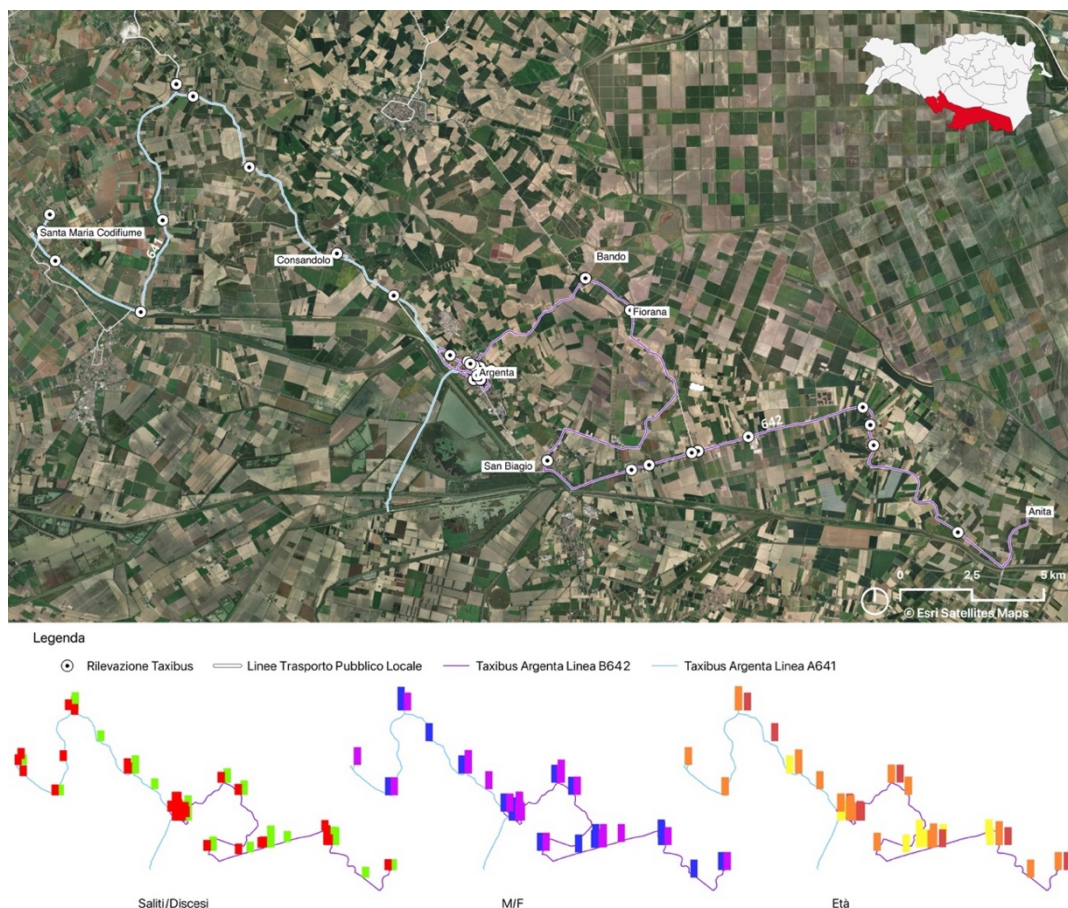 Santa Maria Codifiume
641
Consandolo
Bando
Fiorana
Argenta
642
San Biagio
Anita
0 2,5 5 km
© Esri Satellites Maps
Legenda
Rilevazione Taxibus
Linee Trasporto Pubblico Locale
Taxibus Argenta Linea B642
Taxibus Argenta Linea A641
Saliti/Discesi
M/F
Età